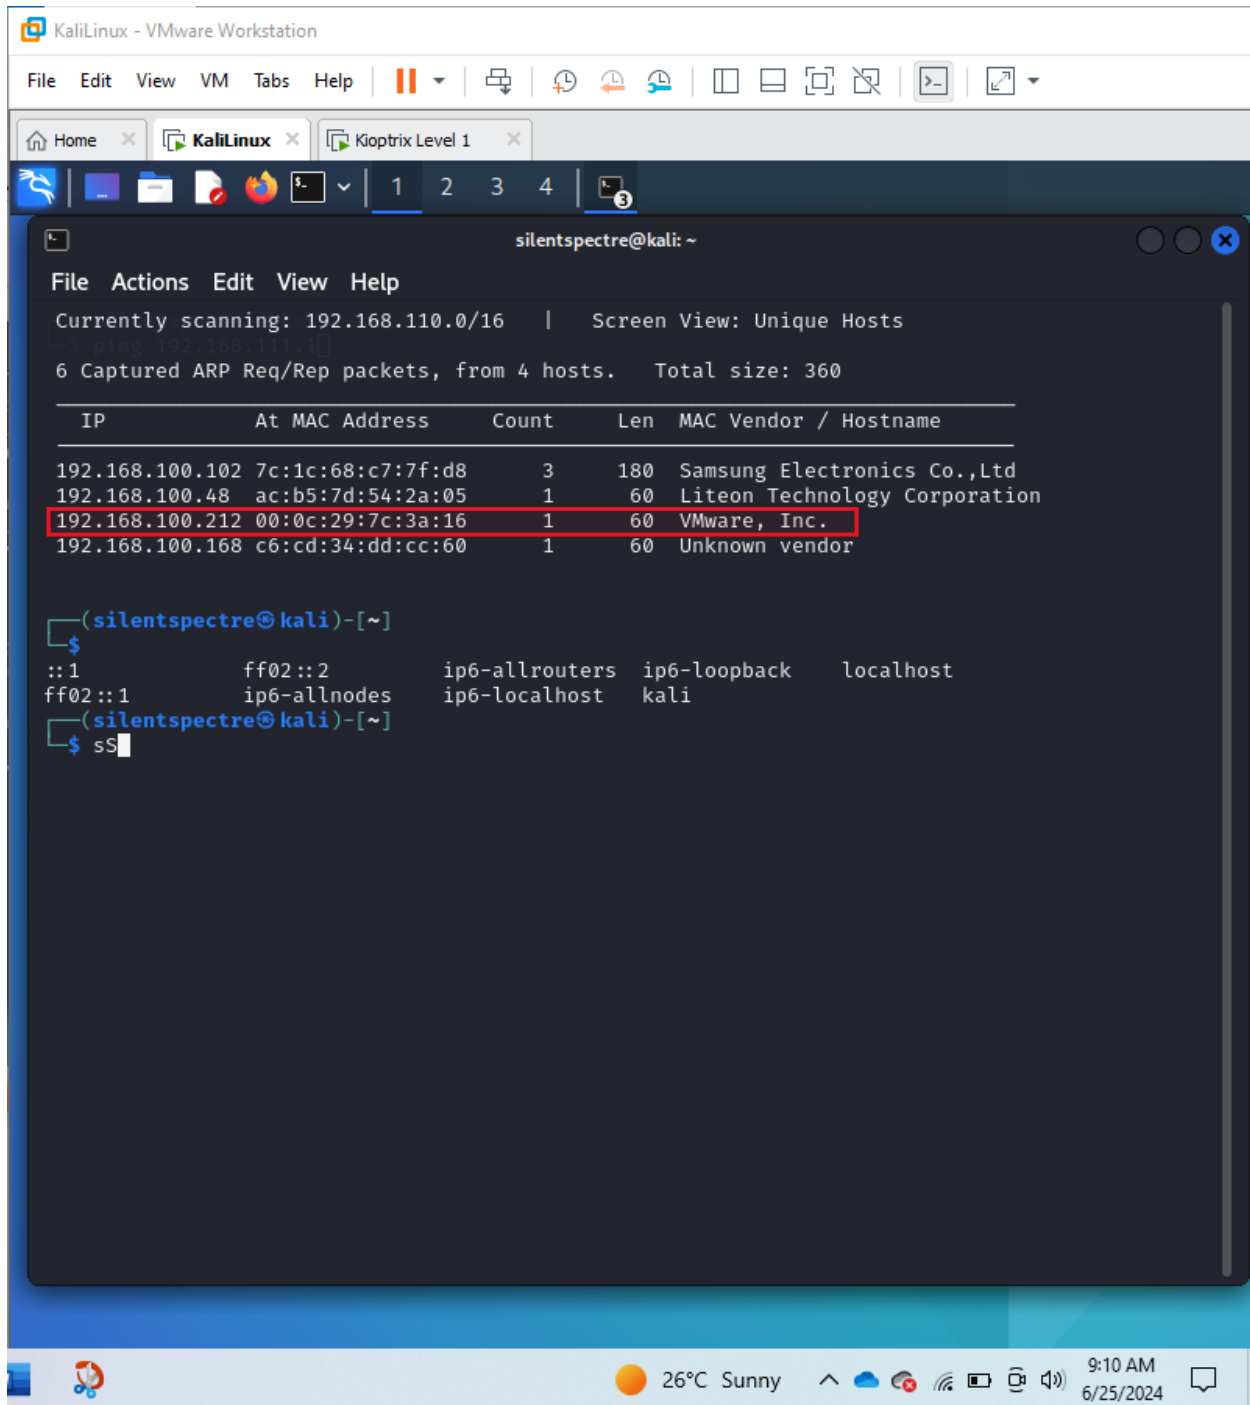 KaliLinux - VMware Workstation
File Edit View VM Tabs Help
Home KaliLinux Kioptrix Level 1
1 2 3 4 3
silentspectre@kali: ~
File Actions Edit View Help
Currently scanning: 192.168.110.0/16 | Screen View: Unique Hosts
$ ping 192.168.111.1
6 Captured ARP Req/Rep packets, from 4 hosts. Total size: 360
IP At MAC Address Count Len MAC Vendor / Hostname
192.168.100.102 7c:1c:68:c7:7f:d8 3 180 Samsung Electronics Co.,Ltd
192.168.100.48 ac:b5:7d:54:2a:05 1 60 Liteon Technology Corporation
192.168.100.212 00:0c:29:7c:3a:16 1 60 VMware, Inc.
192.168.100.168 c6:cd:34:dd:cc:60 1 60 Unknown vendor
┌──(silentspectre㉿kali)-[~]
└─$
::1 ff02::2 ip6-allrouters ip6-loopback localhost
ff02::1 ip6-allnodes ip6-localhost kali
┌──(silentspectre㉿kali)-[~]
└─$ sS
26°C Sunny
9:10 AM
6/25/2024